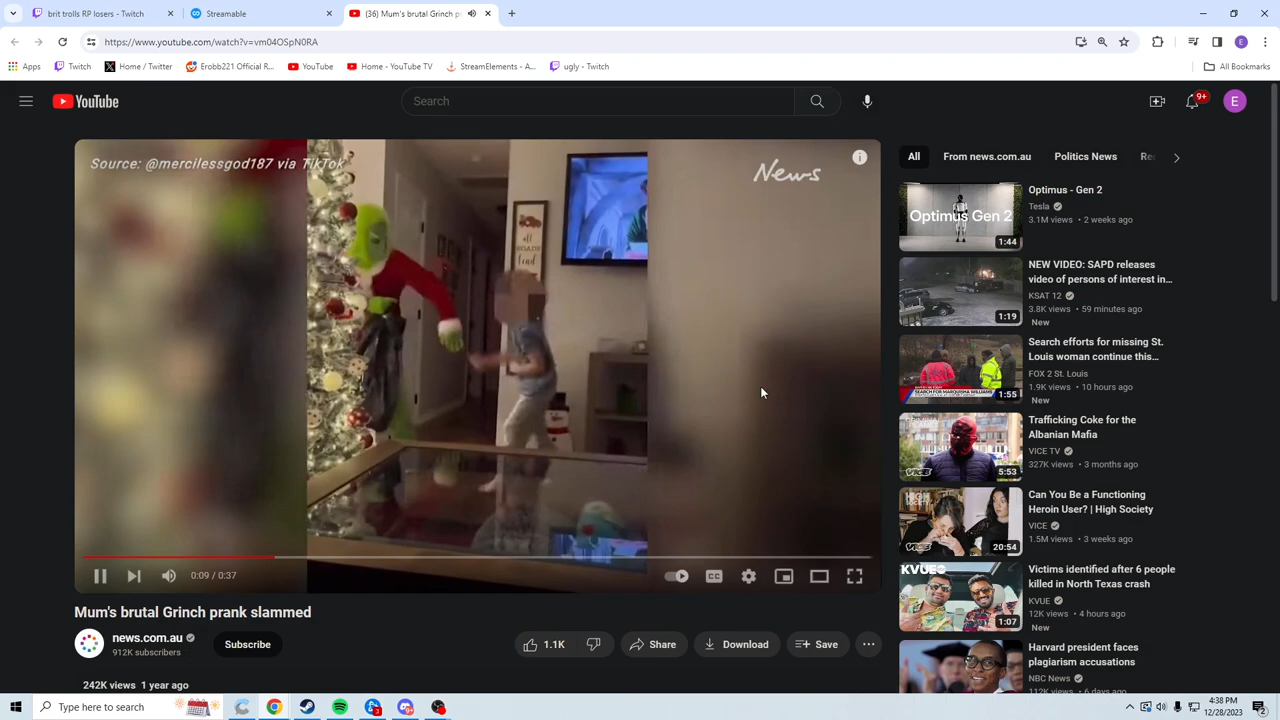 brit trolls RP losers - Twitch
Streamable
(36) Mum's brutal Grinch pr
https://www.youtube.com/watch?v=vm04OSpN0RA
Apps
Twitch
Home / Twitter
Erobb221 Official R...
YouTube
Home - YouTube TV
StreamElements - A...
ugly - Twitch
All Bookmarks
YouTube
Search
9+
E
Source: @mercilessgod187 via TikTok
News
0:09 / 0:37
Mum's brutal Grinch prank slammed
news.com.au
912K subscribers
Subscribe
1.1K
Share
Download
Save
242K views 1 year ago
All
From news.com.au
Politics News
Optimus Gen 2
1:44
Optimus - Gen 2
Tesla
3.1M views • 2 weeks ago
1:19
NEW VIDEO: SAPD releases
video of persons of interest in...
KSAT 12
3.8K views • 59 minutes ago
New
SEARCH FOR MARQUISHA WILLIAMS
1:55
Search efforts for missing St.
Louis woman continue this...
FOX 2 St. Louis
1.9K views • 10 hours ago
New
VICE
5:53
Trafficking Coke for the
Albanian Mafia
VICE TV
327K views • 3 months ago
VICE
20:54
Can You Be a Functioning
Heroin User? | High Society
VICE
1.5M views • 3 weeks ago
KVUE
1:07
Victims identified after 6 people
killed in North Texas crash
KVUE
12K views • 4 hours ago
New
Harvard president faces
plagiarism accusations
NBC News
112K views • 6 days ago
Type here to search
4:38 PM
12/28/2023